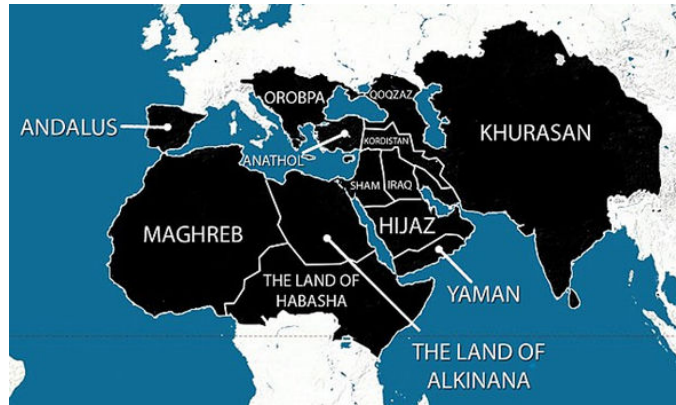 OROBPA
QOQZAZ
ANDALUS
ANATHOL
KORDISTAN
KHURASAN
SHAM
IRAQ
MAGHREB
HIJAZ
THE LAND OF
HABASHA
YAMAN
THE LAND OF
ALKINANA